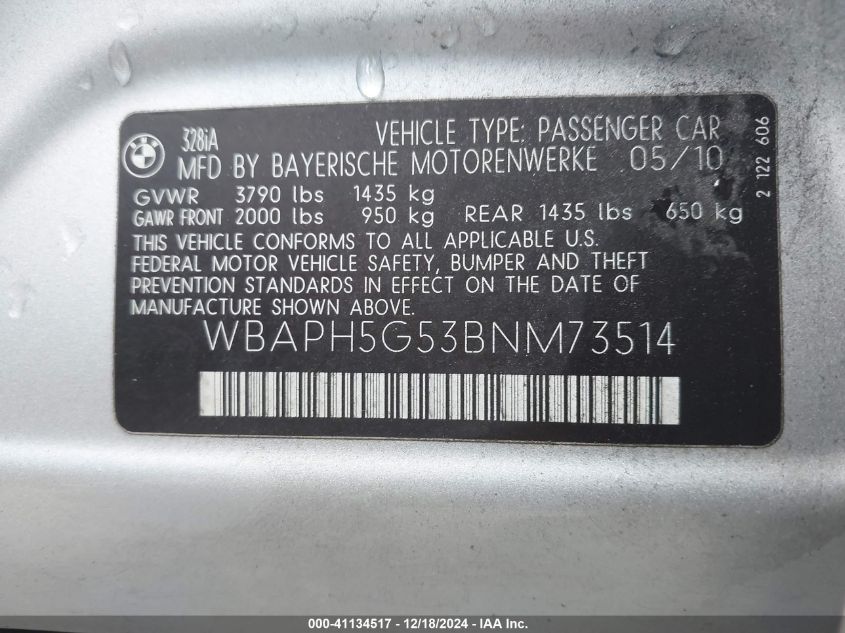 BMW
328iA
VEHICLE TYPE: PASSENGER CAR
MFD BY BAYERISCHE MOTORENWERKE 05/10
GVWR 3790 lbs 1435 kg
GAWR FRONT 2000 lbs 950 kg REAR 1435 lbs 650 kg
THIS VEHICLE CONFORMS TO ALL APPLICABLE U.S.
FEDERAL MOTOR VEHICLE SAFETY, BUMPER AND THEFT
PREVENTION STANDARDS IN EFFECT ON THE DATE OF
MANUFACTURE SHOWN ABOVE.
WBAPH5G53BNM73514
2 122 606
000-41134517 - 12/18/2024 - IAA Inc.